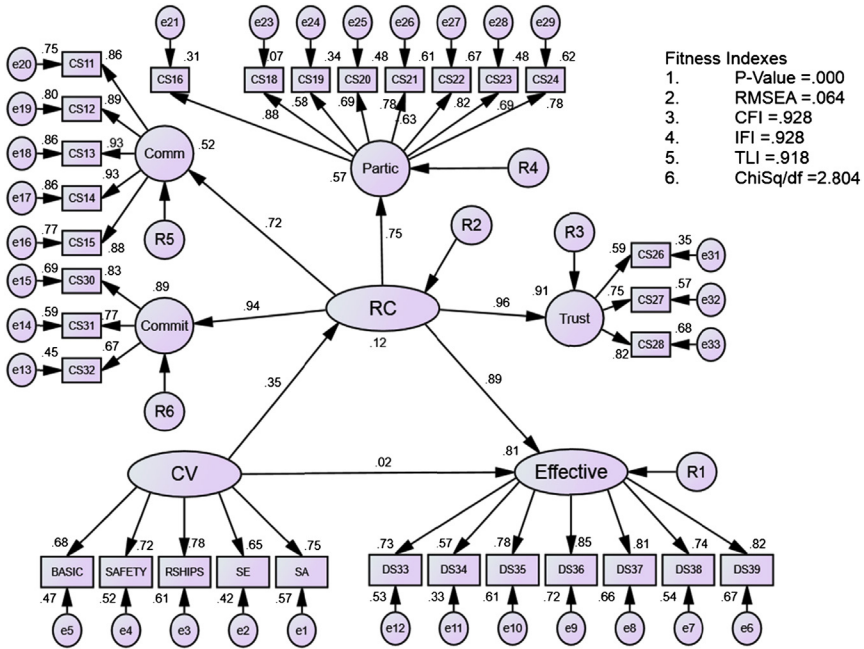 e21 e23 e24 e25 e26 e27 e28 e29
.31 .07 .34 .48 .61 .67 .48 .62
CS16 CS18 CS19 CS20 CS21 CS22 CS23 CS24
.88 .58 .69 .78 .63 .82 .69 .78
Fitness Indexes
1. P-Value =.000
2. RMSEA =.064
3. CFI =.928
4. IFI =.928
5. TLI =.918
6. ChiSq/df =2.804
e20 .75 CS11 .86
e19 .80 CS12 .89
e18 .86 CS13 .93
e17 .86 CS14 .93
e16 .77 CS15 .88
Comm .52
R5
.57 Partic
R4
.72
.75
R2
R3
e15 .69 CS30 .83
e14 .59 CS31 .77
e13 .45 CS32 .67
.89
Commit
R6
.94
RC
.12
.96
.91
Trust
.59 CS26 .35 e31
.75 CS27 .57 e32
.82 CS28 .68 e33
.35
.89
CV
.02
.81
Effective
R1
.68 .72 .78 .65 .75
BASIC SAFETY RSHIPS SE SA
.47 .52 .61 .42 .57
e5 e4 e3 e2 e1
.73 .57 .78 .85 .81 .74 .82
DS33 DS34 DS35 DS36 DS37 DS38 DS39
.53 .33 .61 .72 .66 .54 .67
e12 e11 e10 e9 e8 e7 e6